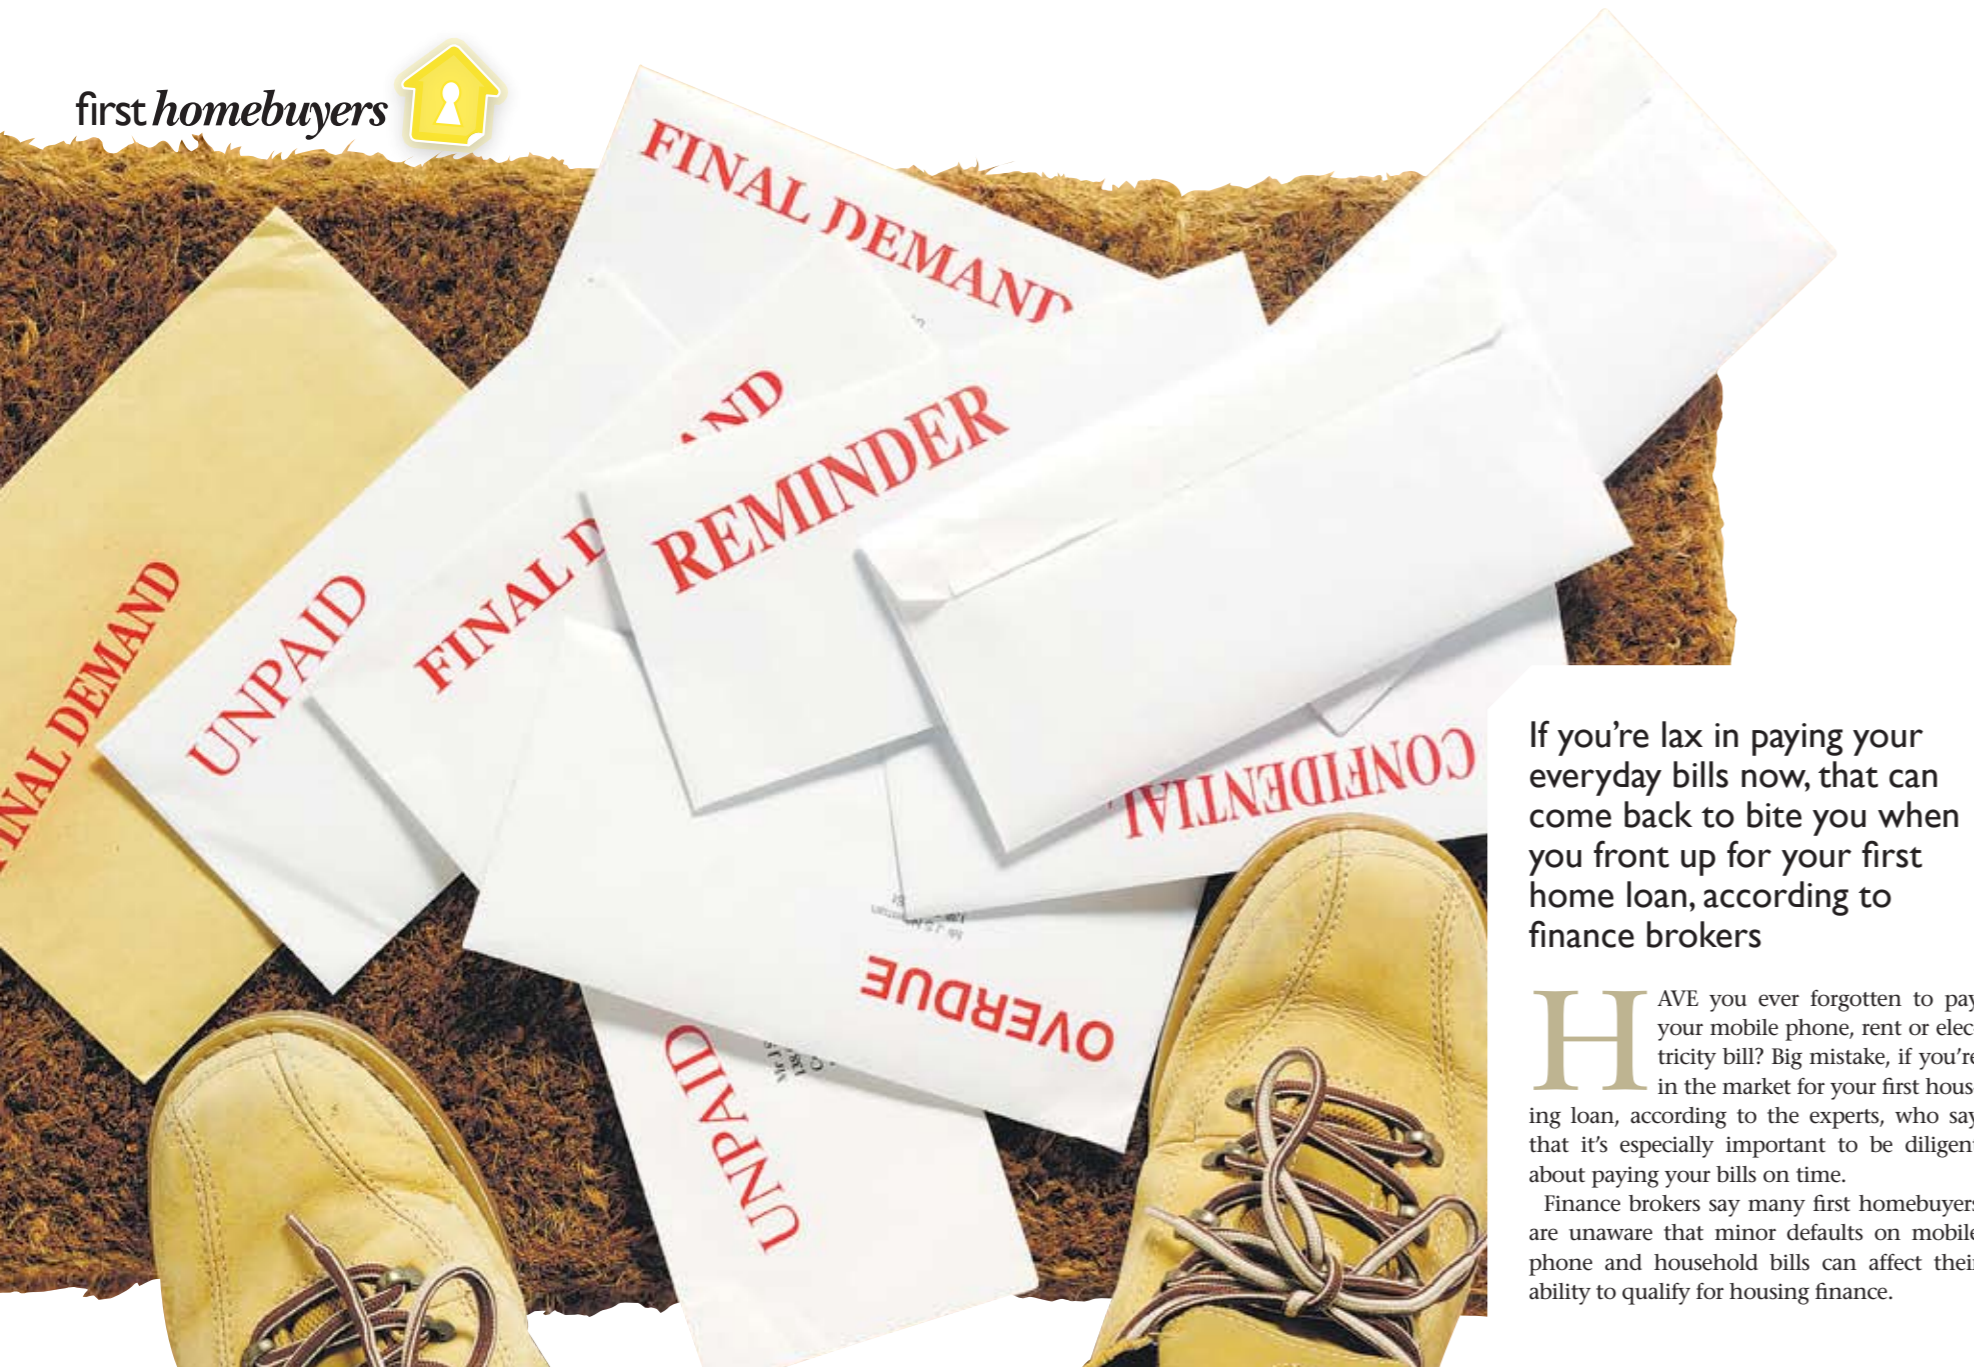 first homebuyers
FINAL DEMAND
FINAL D
AND
REMINDER
UNPAID
INAL DEMAND
CONFIDENTIAL
OVERDUE
UNPAID
If you're lax in paying your
everyday bills now, that can
come back to bite you when
you front up for your first
home loan, according to
finance brokers
HAVE you ever forgotten to pay
your mobile phone, rent or elec
tricity bill? Big mistake, if you're
in the market for your first hous
ing loan, according to the experts, who say
that it's especially important to be diligent
about paying your bills on time.
Finance brokers say many first homebuyers
are unaware that minor defaults on mobile
phone and household bills can affect their
ability to qualify for housing finance.